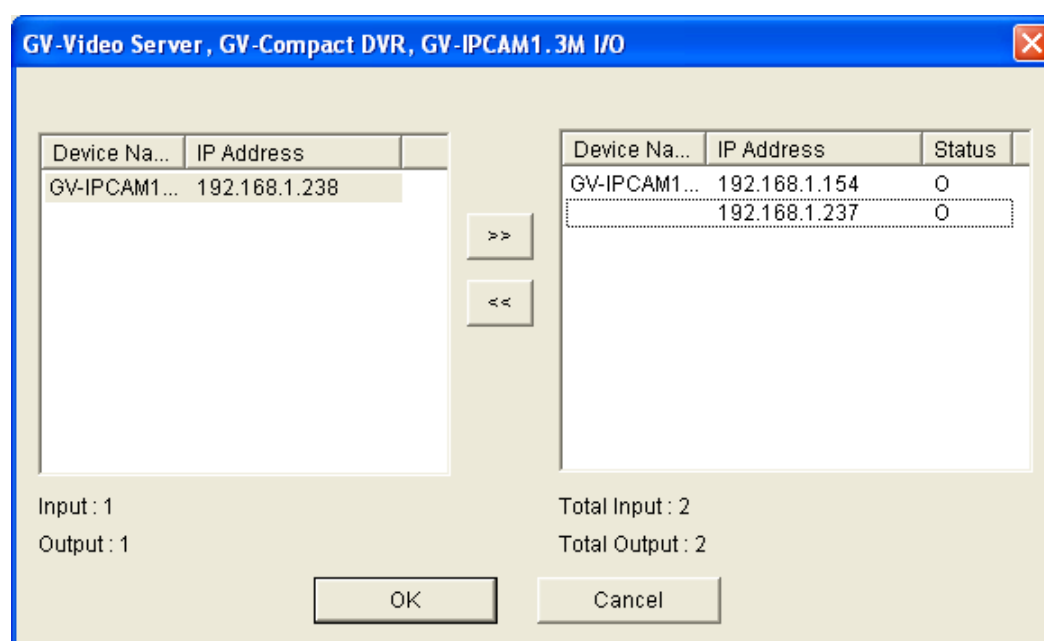 GV-Video Server, GV-Compact DVR, GV-IPCAM1.3M I/O
Device Na... IP Address
GV-IPCAM1... 192.168.1.238
>>
<<
Device Na... IP Address Status
GV-IPCAM1... 192.168.1.154 O
192.168.1.237 O
Input : 1
Output : 1
Total Input : 2
Total Output : 2
OK
Cancel